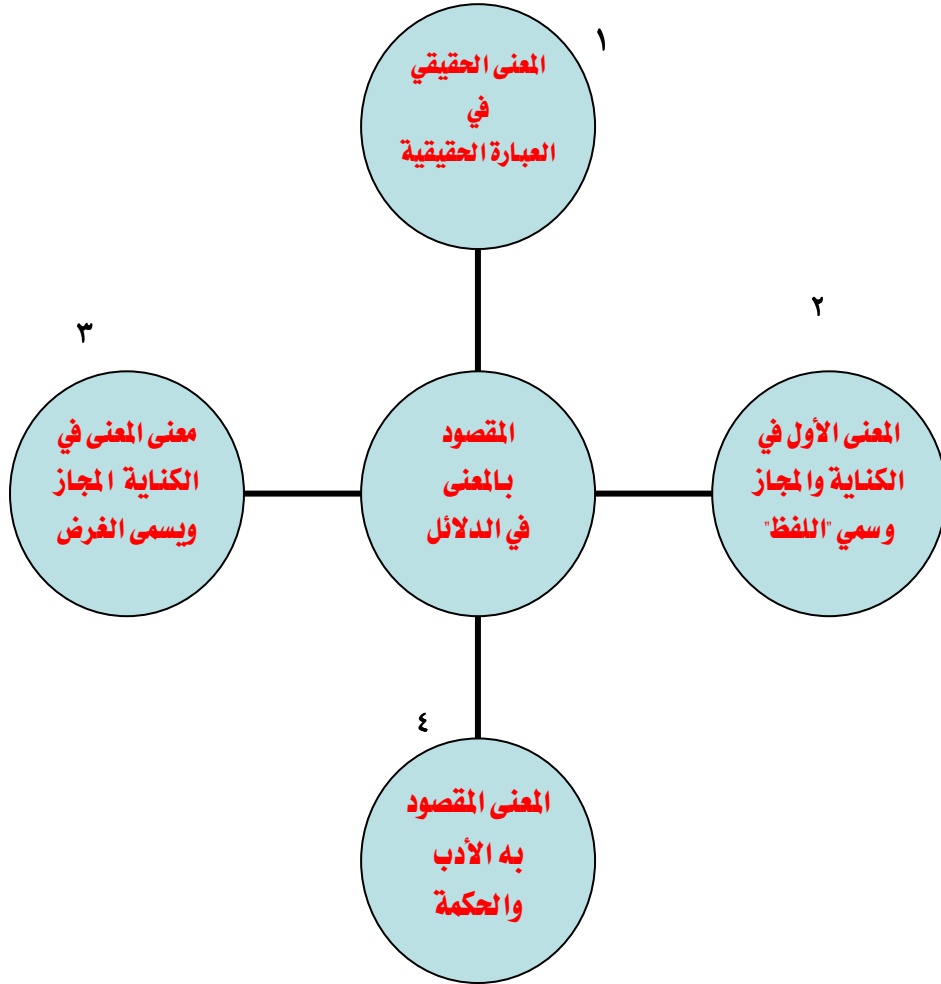 ١
المعنى الحقيقي
في
العبارة الحقيقية
٢
المعنى الأول في
الكناية والمجاز
وسمي "اللفظ"
٣
معنى المعنى في
الكناية المجاز
ويسمى الغرض
المقصود
بالمعنى
في الدلائل
٤
المعنى المقصود
به الأدب
والحكمة